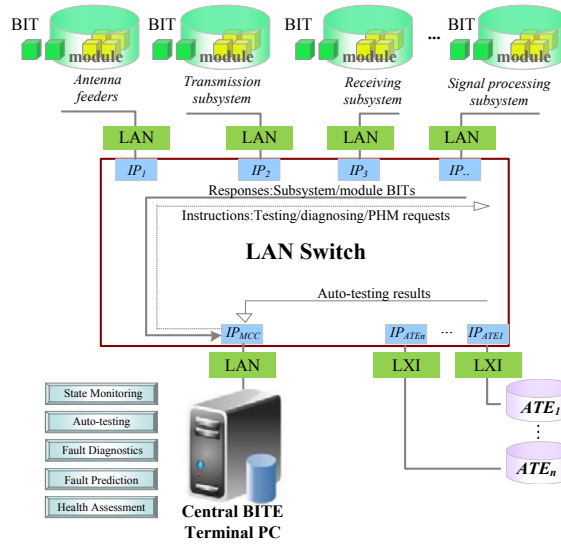 BIT BIT BIT ... BIT
module module module module
Antenna feeders
Transmission subsystem
Receiving subsystem
Signal processing subsystem
LAN LAN LAN LAN
IP1 IP2 IP3 IP..
Responses:Subsystem/module BITs
Instructions:Testing/diagnosing/PHM requests
LAN Switch
Auto-testing results
IPMCC IPATEn ... IPATE1
LAN LXI LXI
State Monitoring
Auto-testing
Fault Diagnostics
Fault Prediction
Health Assessment
Central BITE
Terminal PC
ATE1
...
ATEn